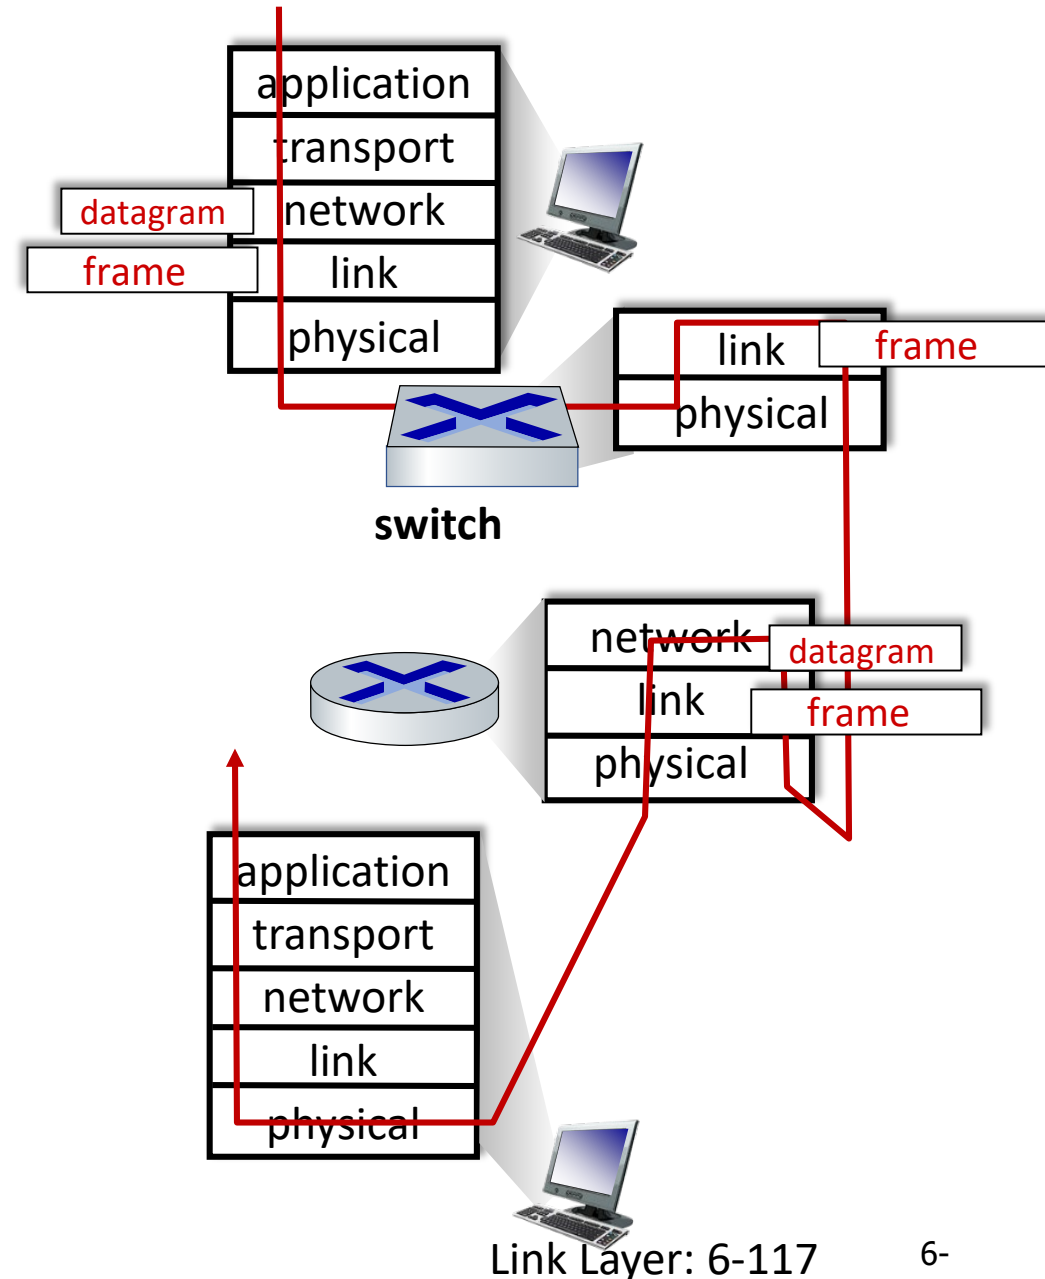 application
transport
datagram network
frame link
physical
link frame
physical
switch
network datagram
link frame
physical
application
transport
network
link
physical
Link Layer: 6-117 6-